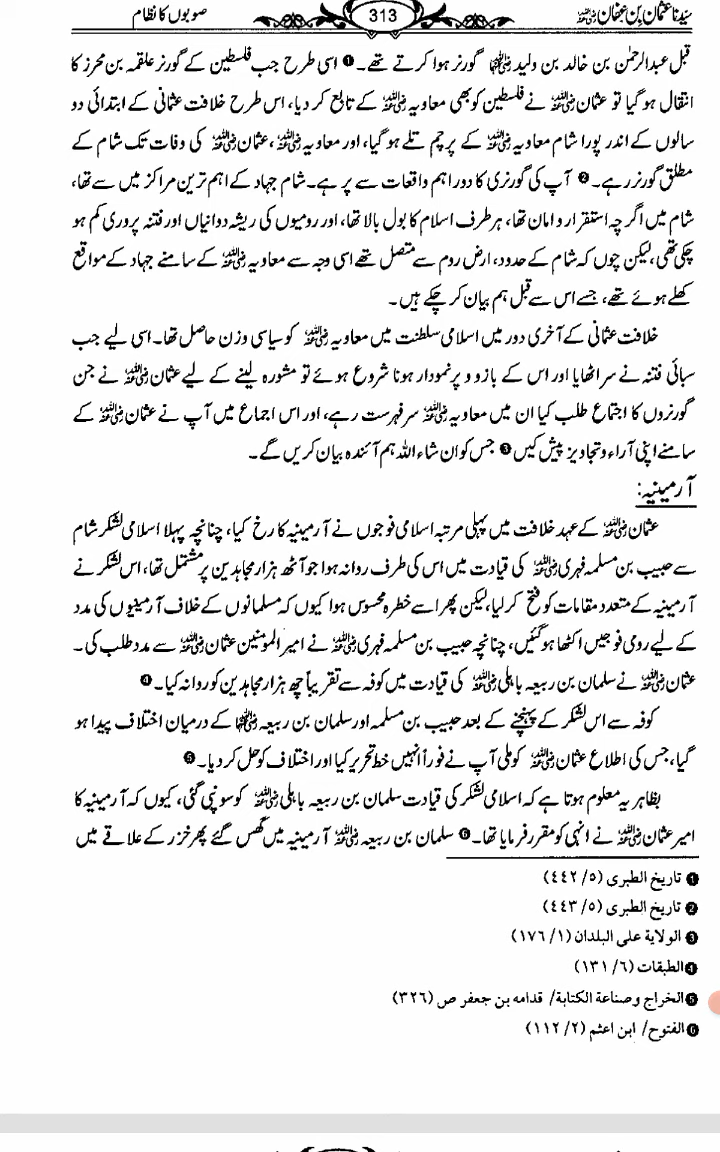 سیّدنا عثمان بن عفان رضی اللہ عنہ
313
صوبوں کا نظام
قبل عبدالرحمٰن بن خالد بن ولید رضی اللہ عنہما گورنر ہوا کرتے تھے۔❶ اسی طرح جب فلسطین کے گورنر علقمہ بن محرز کا
انتقال ہو گیا تو عثمان رضی اللہ عنہ نے فلسطین کو بھی معاویہ رضی اللہ عنہ کے تابع کر دیا، اس طرح خلافت عثمانی کے ابتدائی دو
سالوں کے اندر پورا شام معاویہ رضی اللہ عنہ کے پرچم تلے ہو گیا، اور معاویہ رضی اللہ عنہ، عثمان رضی اللہ عنہ کی وفات تک شام کے
مطلق گورنر رہے۔❷ آپ کی گورنری کا دور اہم واقعات سے پر ہے۔ شام جہاد کے اہم ترین مراکز میں سے تھا،
شام میں اگرچہ استقرار و امان تھا، ہر طرف اسلام کا بول بالا تھا، اور رومیوں کی ریشہ دوانیاں اور فتنہ پروری کم ہو
چکی تھی، لیکن چوں کہ شام کے حدود، ارض روم سے متصل تھے اسی وجہ سے معاویہ رضی اللہ عنہ کے سامنے جہاد کے مواقع
کھلے ہوئے تھے، جسے اس سے قبل ہم بیان کر چکے ہیں۔
خلافت عثمانی کے آخری دور میں اسلامی سلطنت میں معاویہ رضی اللہ عنہ کو سیاسی وزن حاصل تھا۔ اسی لیے جب
سبائی فتنہ نے سر اٹھایا اور اس کے بازو و پر نمودار ہونا شروع ہوئے تو مشورہ لینے کے لیے عثمان رضی اللہ عنہ نے جن
گورنروں کا اجتماع طلب کیا ان میں معاویہ رضی اللہ عنہ سر فہرست رہے، اور اس اجماع میں آپ نے عثمان رضی اللہ عنہ کے
سامنے اپنی آراء و تجاویز پیش کیں❸ جس کو ان شاء اللہ ہم آئندہ بیان کریں گے۔
آرمینیہ:
عثمان رضی اللہ عنہ کے عہد خلافت میں پہلی مرتبہ اسلامی فوجوں نے آرمینیہ کا رخ کیا، چنانچہ پہلا اسلامی لشکر شام
سے حبیب بن مسلمہ فہری رضی اللہ عنہ کی قیادت میں اس کی طرف روانہ ہوا جو آٹھ ہزار مجاہدین پر مشتمل تھا، اس لشکر نے
آرمینیہ کے متعدد مقامات کو فتح کر لیا، لیکن پھر اسے خطرہ محسوس ہوا کیوں کہ مسلمانوں کے خلاف آرمینیوں کی مدد
کے لیے رومی فوجیں اکٹھا ہو گئیں، چنانچہ حبیب بن مسلمہ فہری رضی اللہ عنہ نے امیر المومنین عثمان رضی اللہ عنہ سے مدد طلب کی۔
عثمان رضی اللہ عنہ نے سلمان بن ربیعہ باہلی رضی اللہ عنہ کی قیادت میں کوفہ سے تقریباً چھ ہزار مجاہدین کو روانہ کیا۔❹
کوفہ سے اس لشکر کے پہنچنے کے بعد حبیب بن مسلمہ اور سلمان بن ربیعہ رضی اللہ عنہما کے درمیان اختلاف پیدا ہو
گیا، جس کی اطلاع عثمان رضی اللہ عنہ کو ملی آپ نے فوراً انہیں خط تحریر کیا اور اختلاف کو حل کر دیا۔❺
بظاہر یہ معلوم ہوتا ہے کہ اسلامی لشکر کی قیادت سلمان بن ربیعہ باہلی رضی اللہ عنہ کو سونپی گئی، کیوں کہ آرمینیہ کا
امیر عثمان رضی اللہ عنہ نے انہی کو مقرر فرمایا تھا۔❻ سلمان بن ربیعہ رضی اللہ عنہ آرمینیہ میں گھس گئے پھر خزر کے علاقے میں
❶ تاريخ الطبری (٥/ ٤٤٢)
❷ تاريخ الطبری (٥/ ٤٤٣)
❸ الولاية على البلدان (١/ ١٧٦)
❹ الطبقات (٦/ ١٣١)
❺ الخراج وصناعة الكتابة/ قدامه بن جعفر ص (٣٢٦)
❻ الفتوح/ ابن اعثم (٢/ ١١٢)